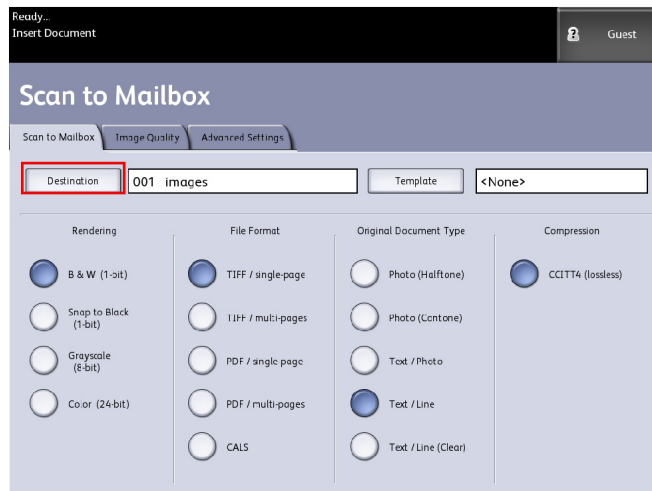 Ready...
Insert Document
Guest
Scan to Mailbox
Scan to Mailbox
Image Quality
Advanced Settings
Destination
001 images
Template
<None>
Rendering
File Format
Original Document Type
Compression
B & W (1-bit)
TIFF / single-page
Photo (Halftone)
CCITT4 (lossless)
Snap to Black
(1-bit)
TIFF / multi-pages
Photo (Contone)
Grayscale
(8-bit)
PDF / single page
Text / Photo
Color (24-bit)
PDF / multi-pages
Text / Line
CALS
Text / Line (Clear)